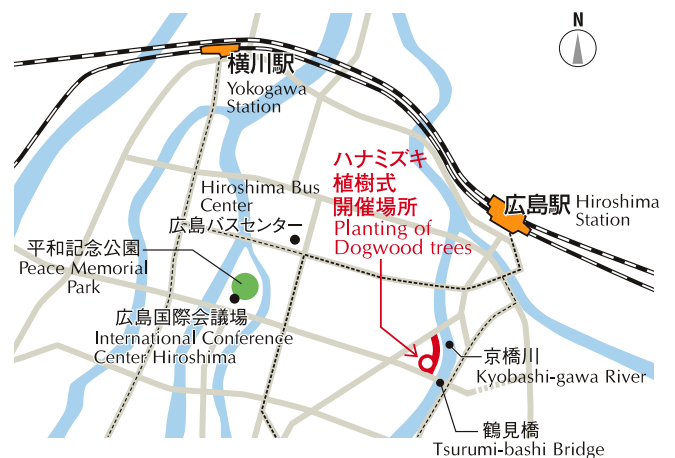 N
横川駅
Yokogawa
Station
ハナミズキ
植樹式
開催場所
Planting of
Dogwood trees
Hiroshima Bus
Center
広島バスセンター
広島駅
Hiroshima
Station
平和記念公園
Peace Memorial
Park
広島国際会議場
International Conference
Center Hiroshima
京橋川
Kyobashi-gawa River
鶴見橋
Tsurumi-bashi Bridge